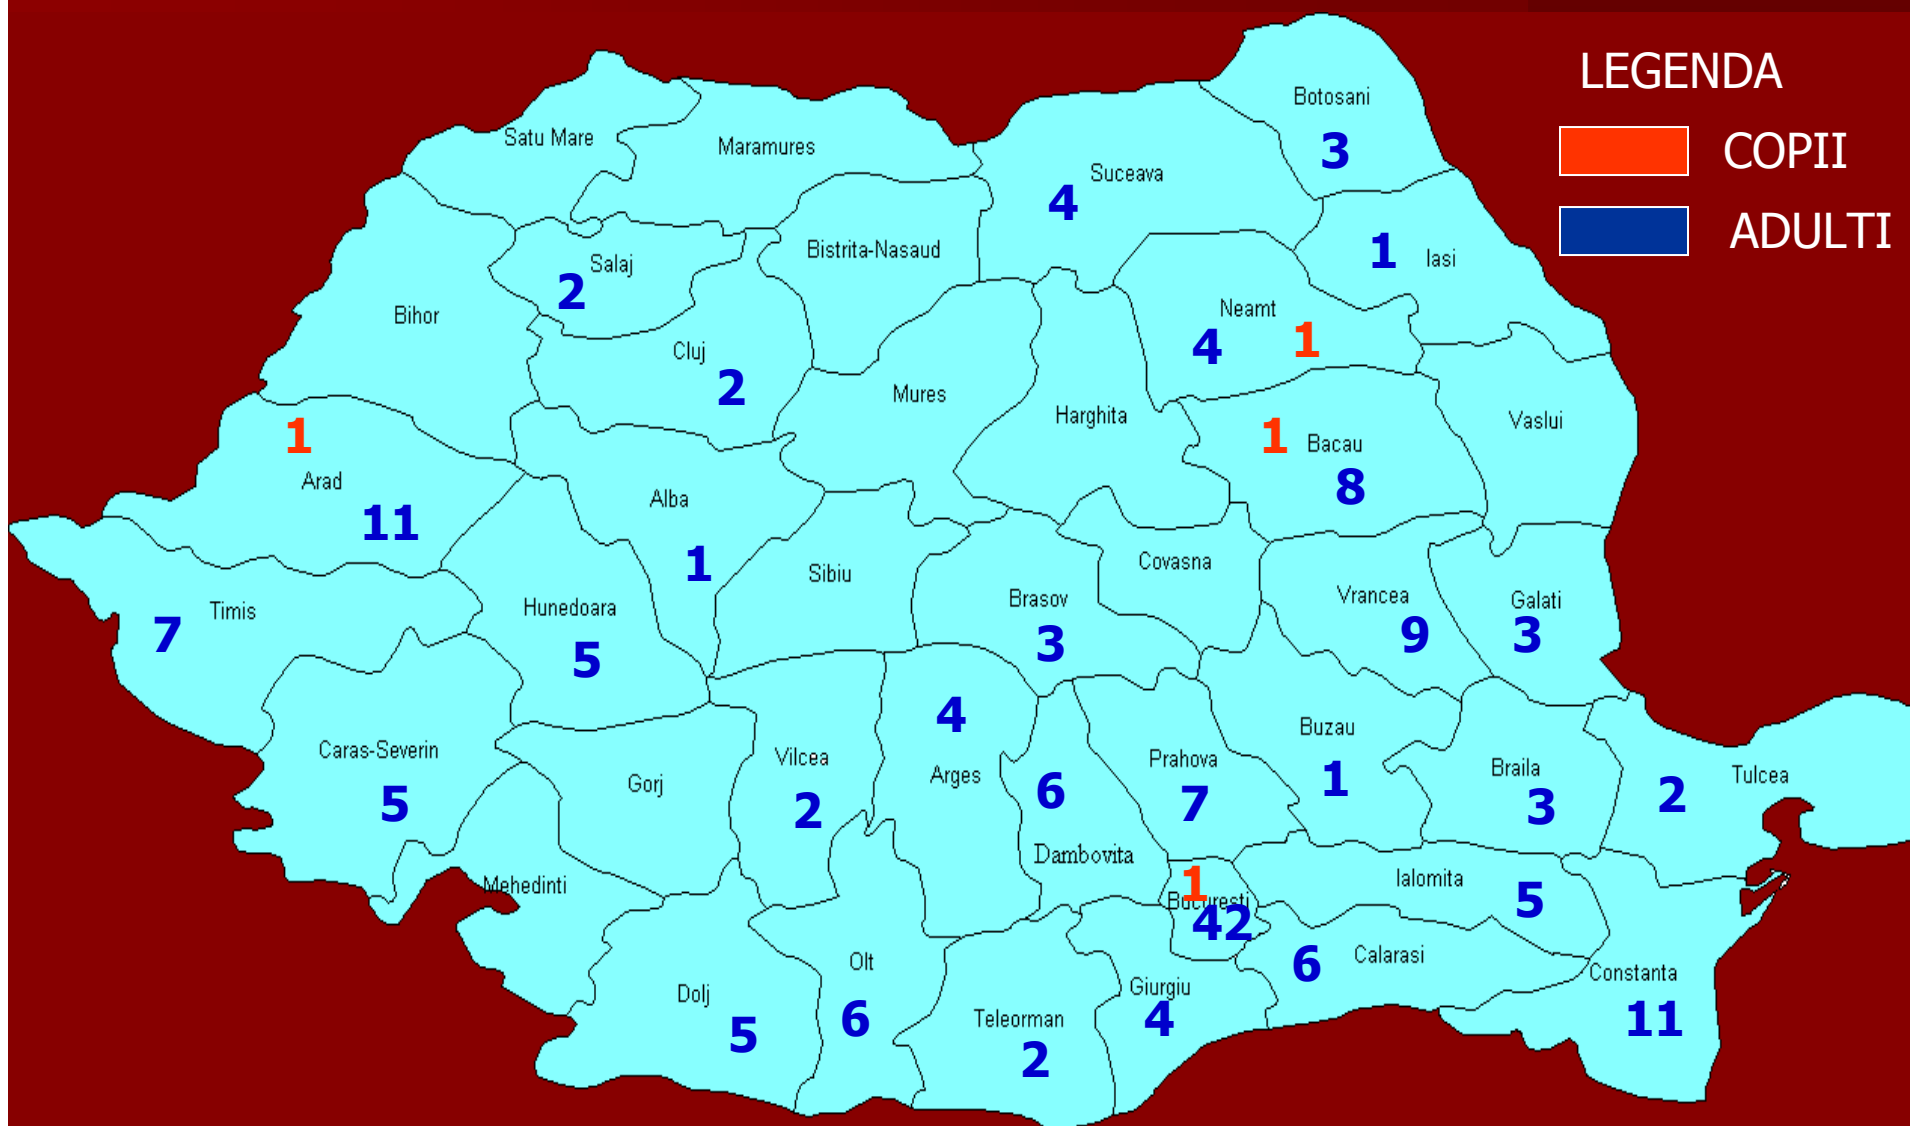 LEGENDA
COPII
ADULTI
Botosani
3
Satu Mare
Maramures
Suceava
4
Iasi
1
Bistrita-Nasaud
Salaj
2
Neamt
4
1
Bihor
Cluj
2
Mures
Harghita
Vaslui
1
Bacau
8
1
Arad
11
Alba
1
Sibiu
Covasna
Brasov
3
Vrancea
9
Galati
3
Timis
7
Hunedoara
5
Caras-Severin
5
Gorj
Vilcea
2
4
Arges
6
Dambovita
Prahova
7
Buzau
1
Braila
3
2
Tulcea
Mehedinti
1
Bucuresti
42
Ialomita
5
Calarasi
6
Constanta
11
Dolj
5
Olt
6
Teleorman
2
Giurgiu
4